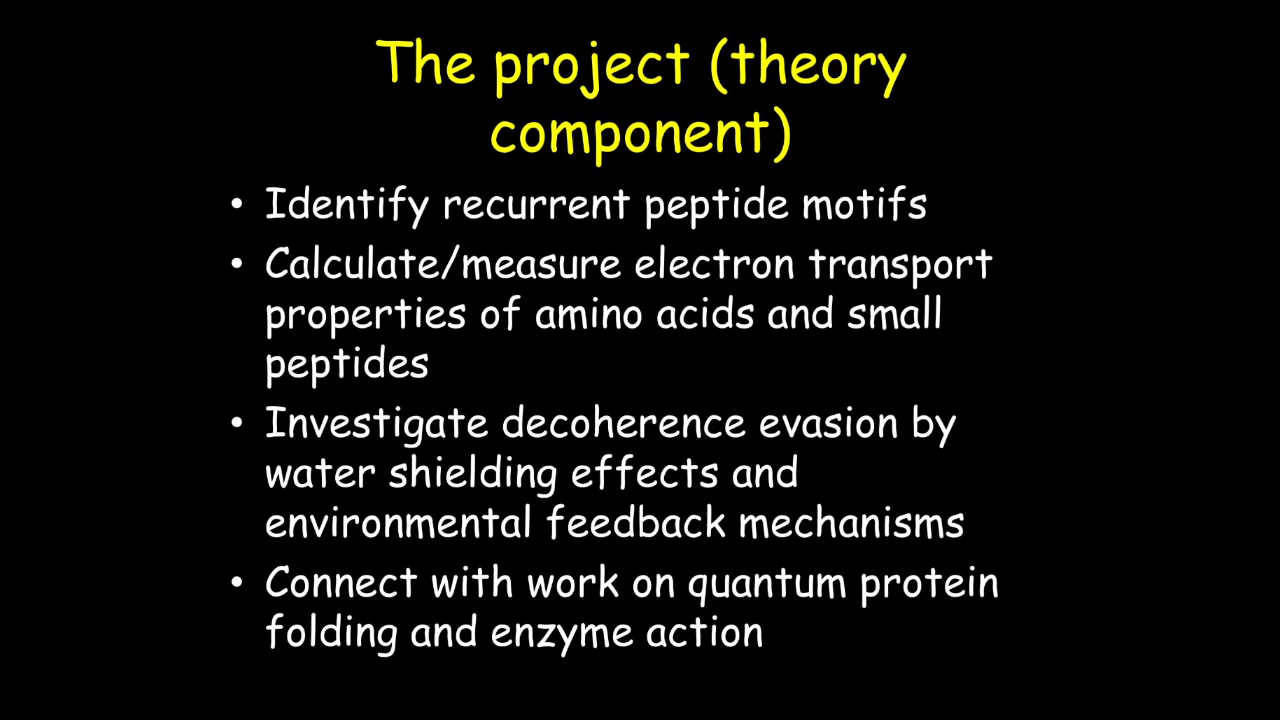 The project (theory
component)
• Identify recurrent peptide motifs
• Calculate/measure electron transport
properties of amino acids and small
peptides
• Investigate decoherence evasion by
water shielding effects and
environmental feedback mechanisms
• Connect with work on quantum protein
folding and enzyme action